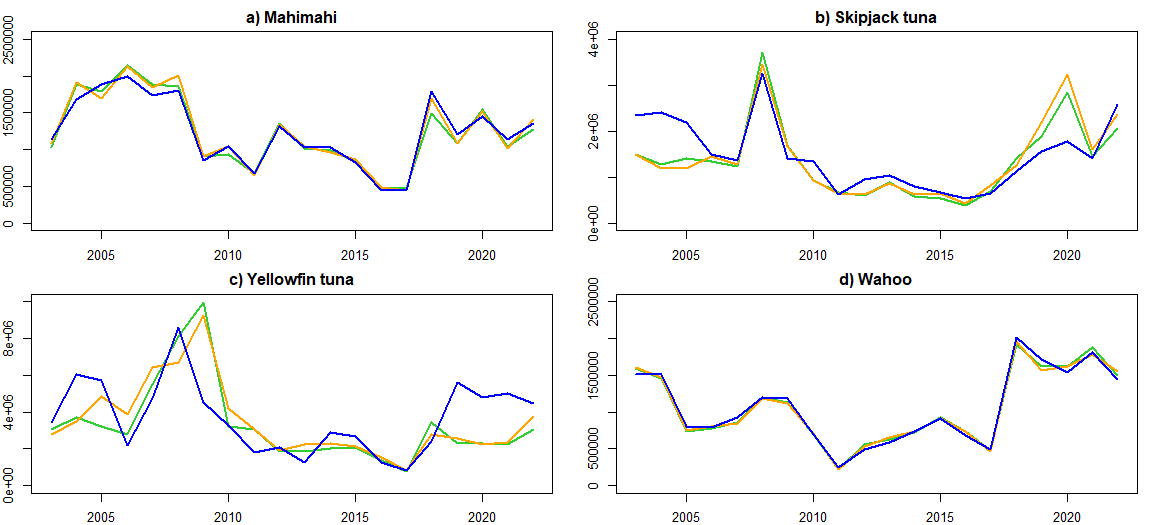 a) Mahimahi
2500000
1500000
500000
0
2005 2010 2015 2020
b) Skipjack tuna
4e+06
2e+06
0e+00
2005 2010 2015 2020
c) Yellowfin tuna
8e+06
4e+06
0e+00
2005 2010 2015 2020
d) Wahoo
2500000
1500000
500000
0
2005 2010 2015 2020